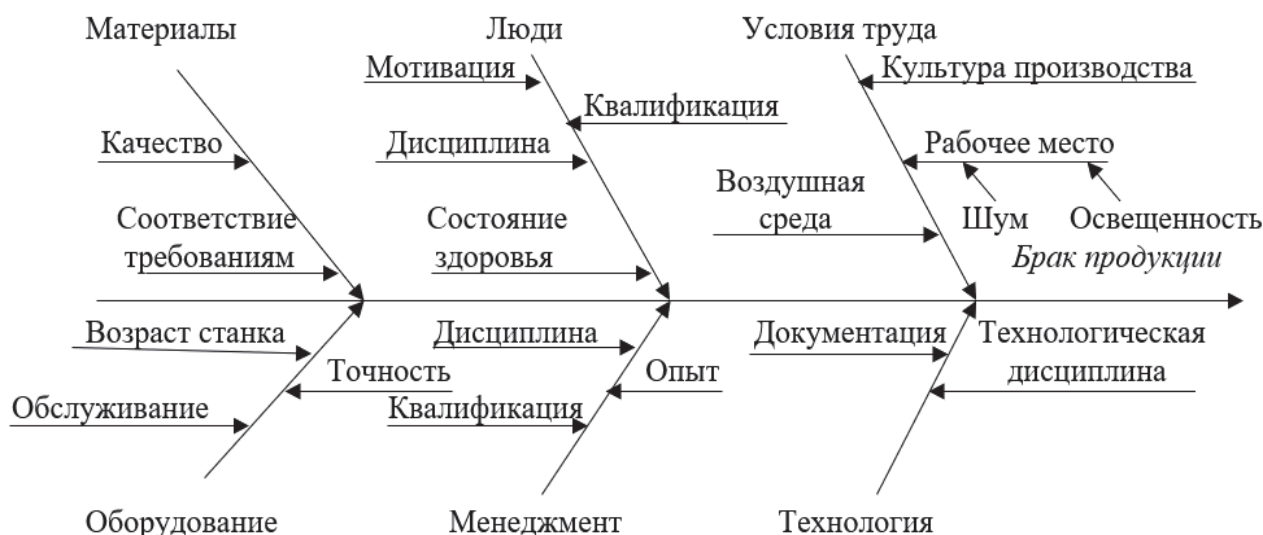 Материалы
Люди
Условия труда
Мотивация
Культура производства
Квалификация
Качество
Дисциплина
Рабочее место
Воздушная
среда
Шум
Освещенность
Соответствие
требованиям
Состояние
здоровья
Брак продукции
Возраст станка
Дисциплина
Документация
Технологическая
дисциплина
Точность
Опыт
Обслуживание
Квалификация
Оборудование
Менеджмент
Технология